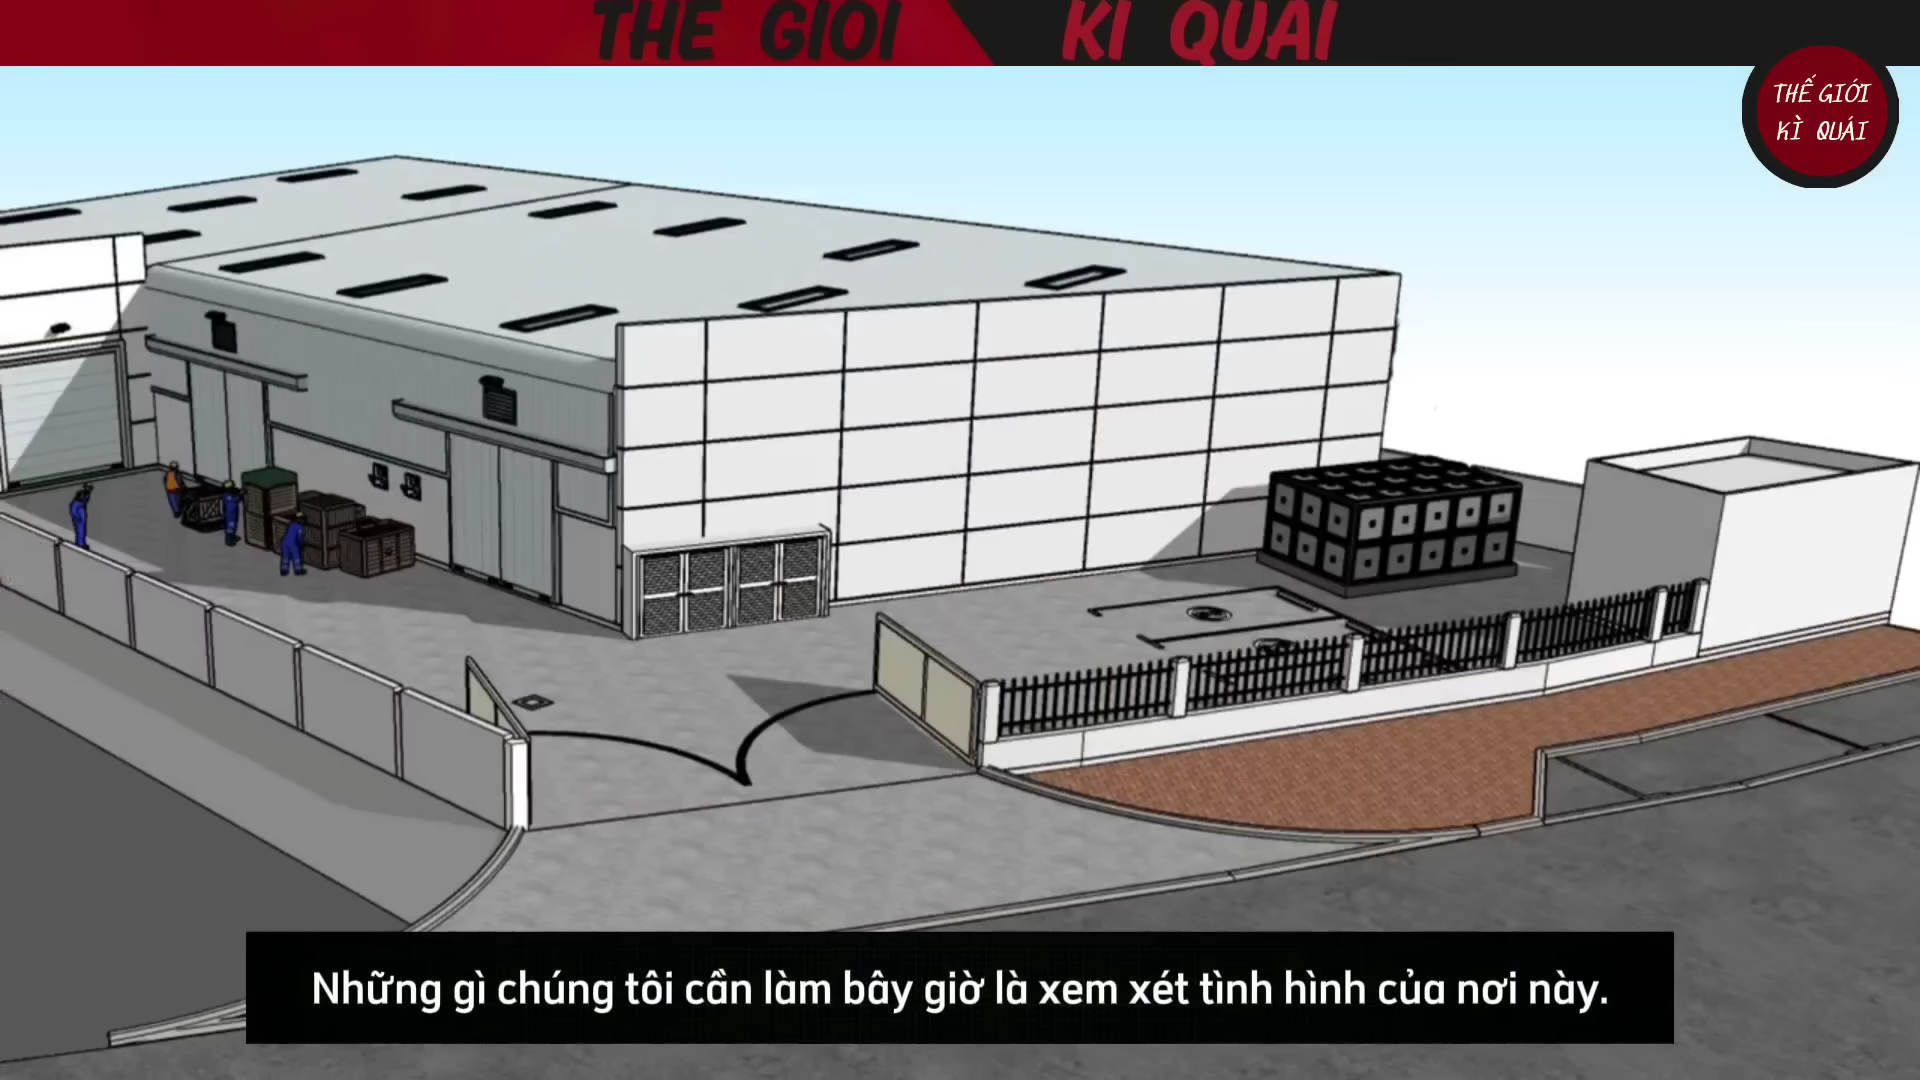 THẾ GIỚI KÌ QUÁI
THẾ GIỚI
KÌ QUÁI
Những gì chúng tôi cần làm bây giờ là xem xét tình hình của nơi này.